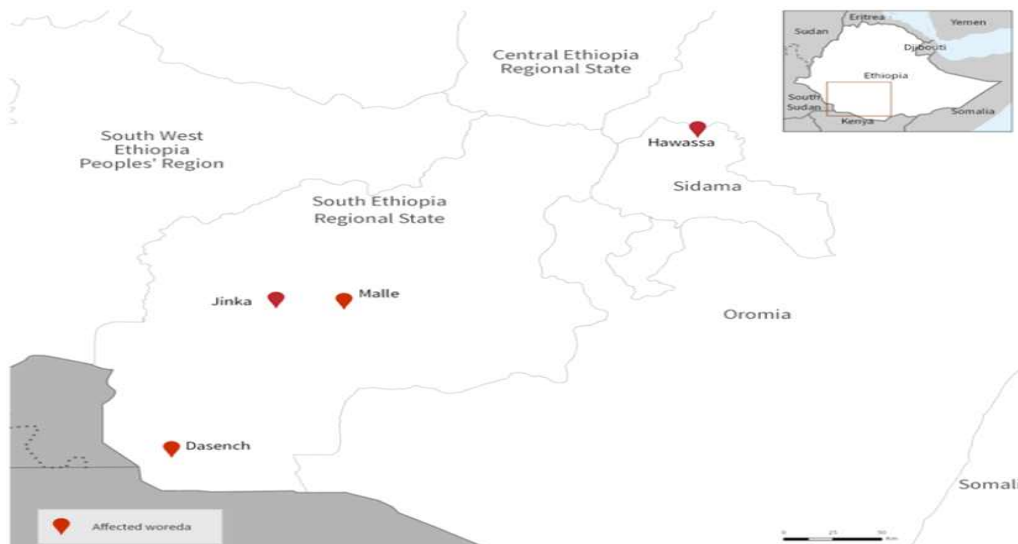 Eritrea
Yemen
Sudan
Djibouti
Ethiopia
South
Sudan
Somalia
Kenya
Central Ethiopia
Regional State
South West
Ethiopia
Peoples' Region
Hawassa
Sidama
South Ethiopia
Regional State
Jinka
Malle
Oromia
Dasench
Somali
Affected woreda
0 25 50
Km